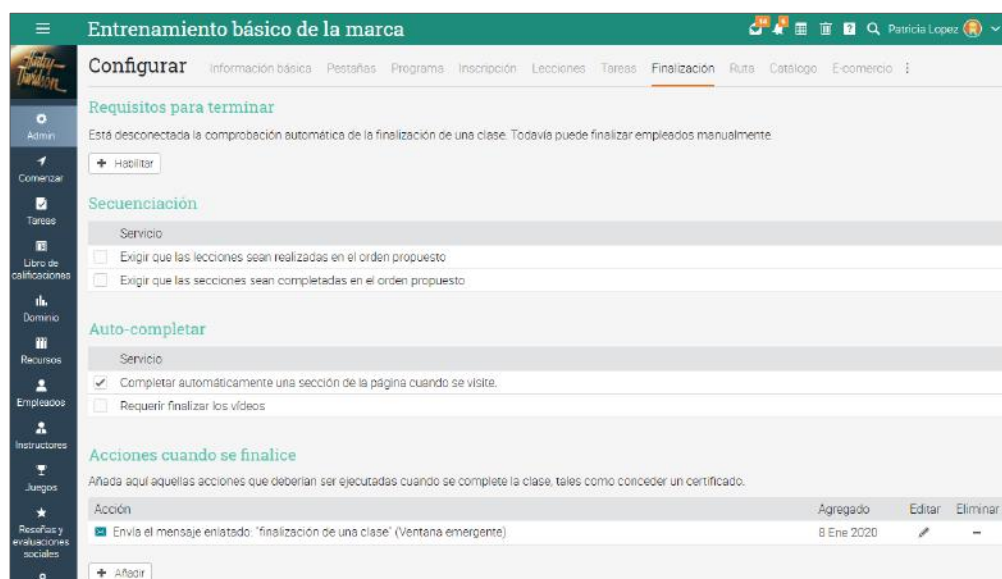 Entrenamiento básico de la marca
Patricia Lopez
Harley-
Davidson
Configurar
Información básica Pestañas Programa Inscripción Lecciones Tareas Finalización Ruta Catálogo E-comercio
Admin
Comenzar
Tareas
Libro de
calificaciones
Dominio
Recursos
Empleados
Instructores
Juegos
Reseñas y
evaluaciones
sociales
Requisitos para terminar
Está desconectada la comprobación automática de la finalización de una clase. Todavía puede finalizar empleados manualmente.
Habilitar
Secuenciación
Servicio
Exigir que las lecciones sean realizadas en el orden propuesto
Exigir que las secciones sean completadas en el orden propuesto
Auto-completar
Servicio
Completar automáticamente una sección de la página cuando se visite.
Requerir finalizar los vídeos
Acciones cuando se finalice
Añada aquí aquellas acciones que deberían ser ejecutadas cuando se complete la clase, tales como conceder un certificado.
Acción Agregado Editar Eliminar
Envía el mensaje enlatado: "finalización de una clase" (Ventana emergente) 8 Ene 2020
Añadir